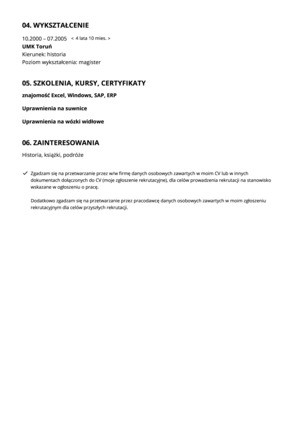 04. WYKSZTAŁCENIE
10.2000 – 07.2005 < 4 lata 10 mies. >
UMK Toruń
Kierunek: historia
Poziom wykształcenia: magister
05. SZKOLENIA, KURSY, CERTYFIKATY
znajomość Excel, Windows, SAP, ERP
Uprawnienia na suwnice
Uprawnienia na wózki widłowe
06. ZAINTERESOWANIA
Historia, książki, podróże
✓ Zgadzam się na przetwarzanie przez w/w firmę danych osobowych zawartych w moim CV lub w innych
dokumentach dołączonych do CV (moje zgłoszenie rekrutacyjne), dla celów prowadzenia rekrutacji na stanowisko
wskazane w ogłoszeniu o pracę.
Dodatkowo zgadzam się na przetwarzanie przez pracodawcę danych osobowych zawartych w moim zgłoszeniu
rekrutacyjnym dla celów przyszłych rekrutacji.